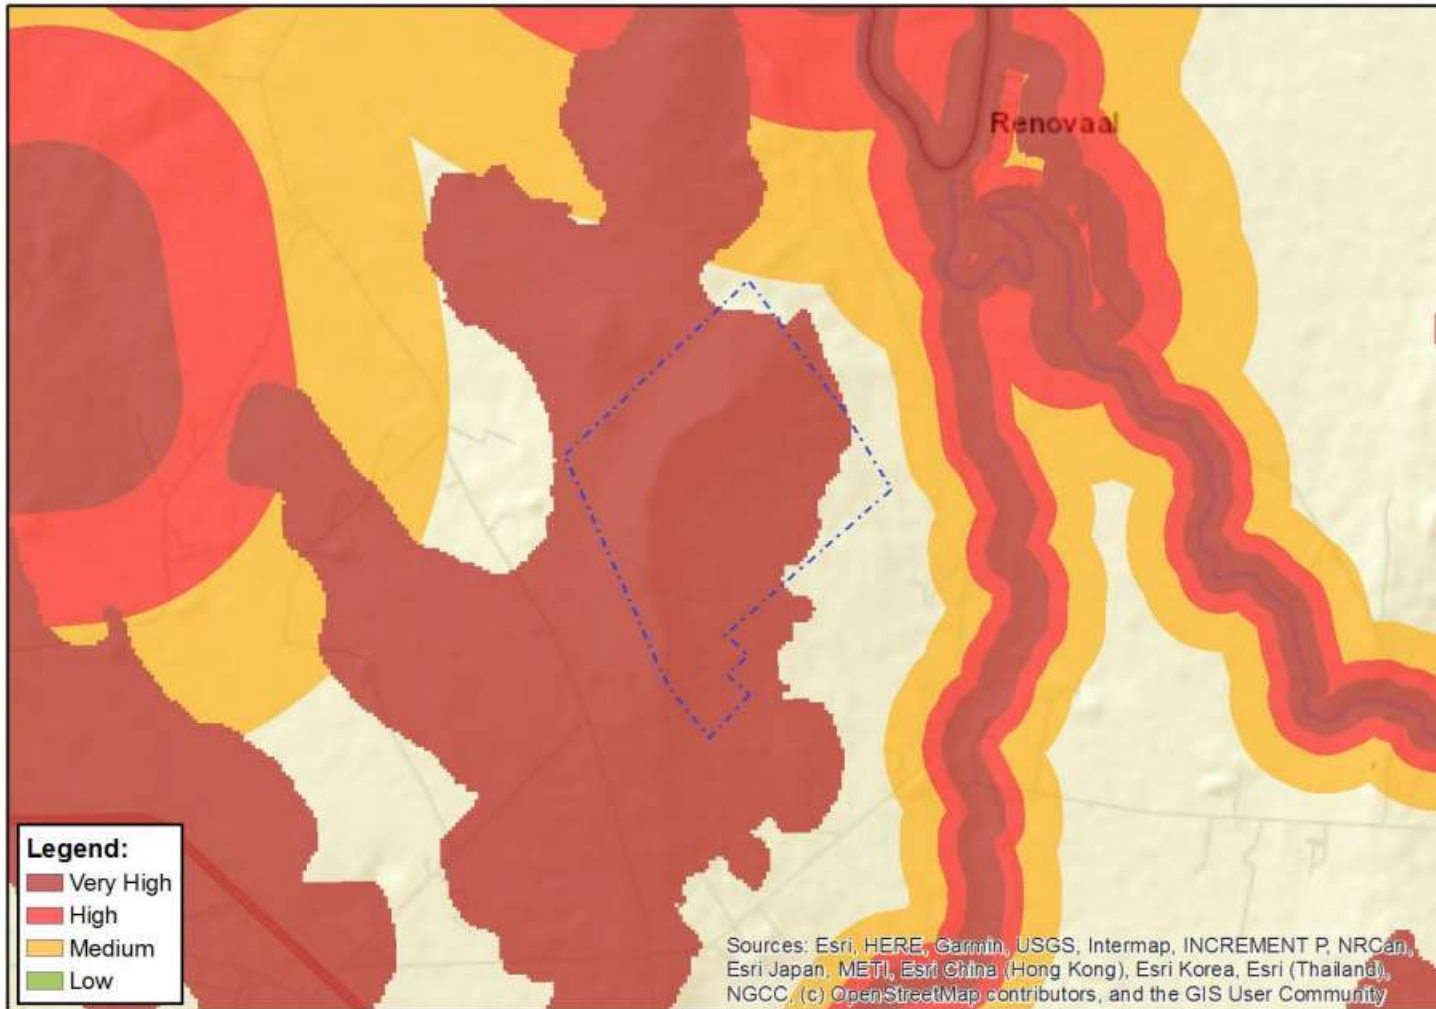 Renovaal
Legend:
Very High
High
Medium
Low
Sources: Esri, HERE, Garmin, USGS, Intermap, INCREMENT P, NRCan,
Esri Japan, METI, Esri China (Hong Kong), Esri Korea, Esri (Thailand),
NGCC, (c) OpenStreetMap contributors, and the GIS User Community